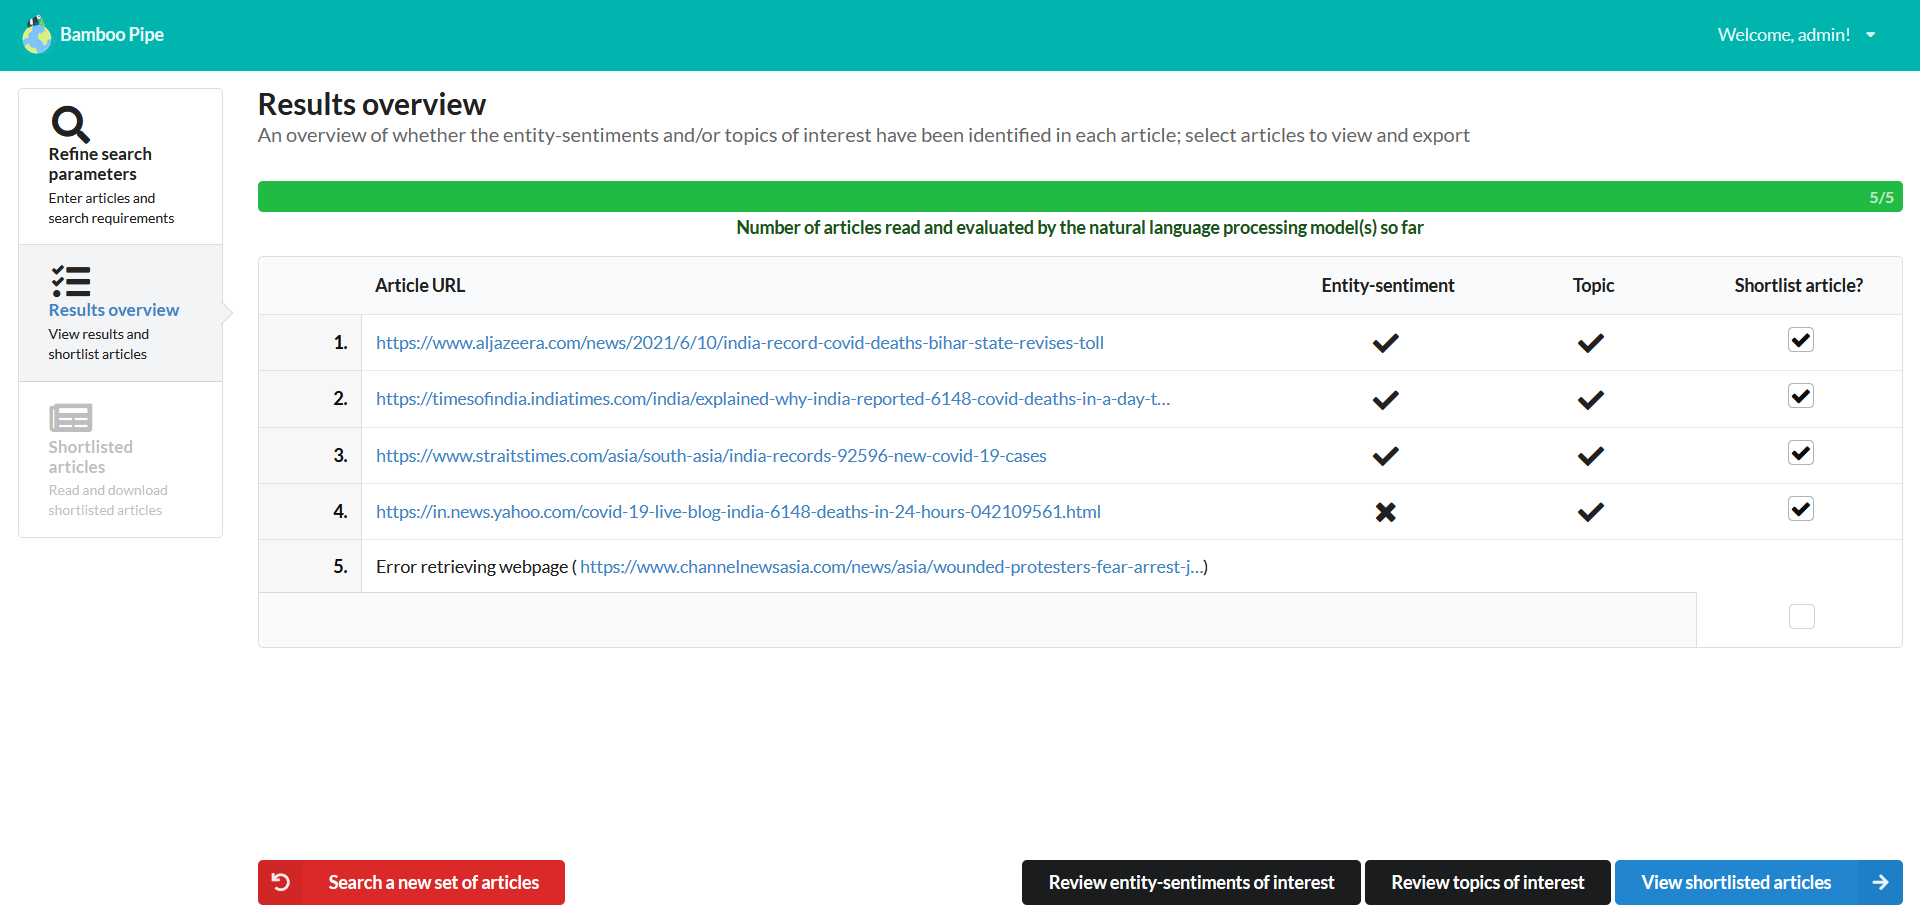 Bamboo Pipe
Welcome, admin!
Refine search
parameters
Enter articles and
search requirements
Results overview
View results and
shortlist articles
Shortlisted
articles
Read and download
shortlisted articles
Results overview
An overview of whether the entity-sentiments and/or topics of interest have been identified in each article; select articles to view and export
5/5
Number of articles read and evaluated by the natural language processing model(s) so far
Article URL Entity-sentiment Topic Shortlist article?
1. https://www.aljazeera.com/news/2021/6/10/india-record-covid-deaths-bihar-state-revises-toll
2. https://timesofindia.indiatimes.com/india/explained-why-india-reported-6148-covid-deaths-in-a-day-t...
3. https://www.straitstimes.com/asia/south-asia/india-records-92596-new-covid-19-cases
4. https://in.news.yahoo.com/covid-19-live-blog-india-6148-deaths-in-24-hours-042109561.html
5. Error retrieving webpage ( https://www.channelnewsasia.com/news/asia/wounded-protesters-fear-arrest-j...)
Search a new set of articles
Review entity-sentiments of interest
Review topics of interest
View shortlisted articles